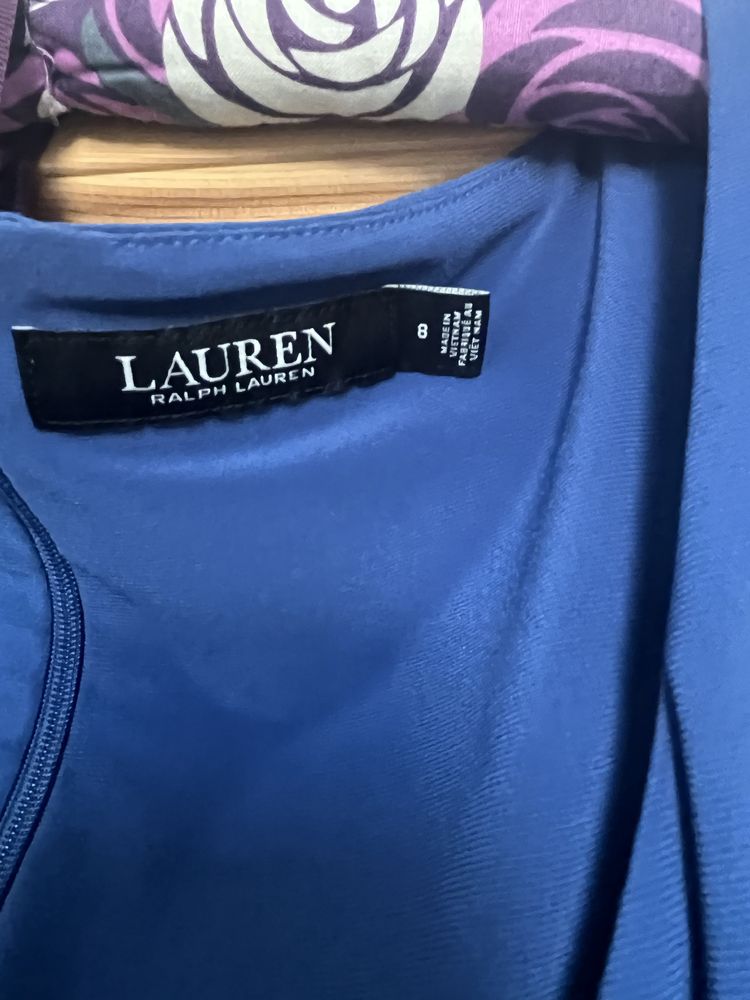 LAUREN
RALPH LAUREN
8
MADE IN
VIETNAM
FABRIQUÉ AU
VIET NAM